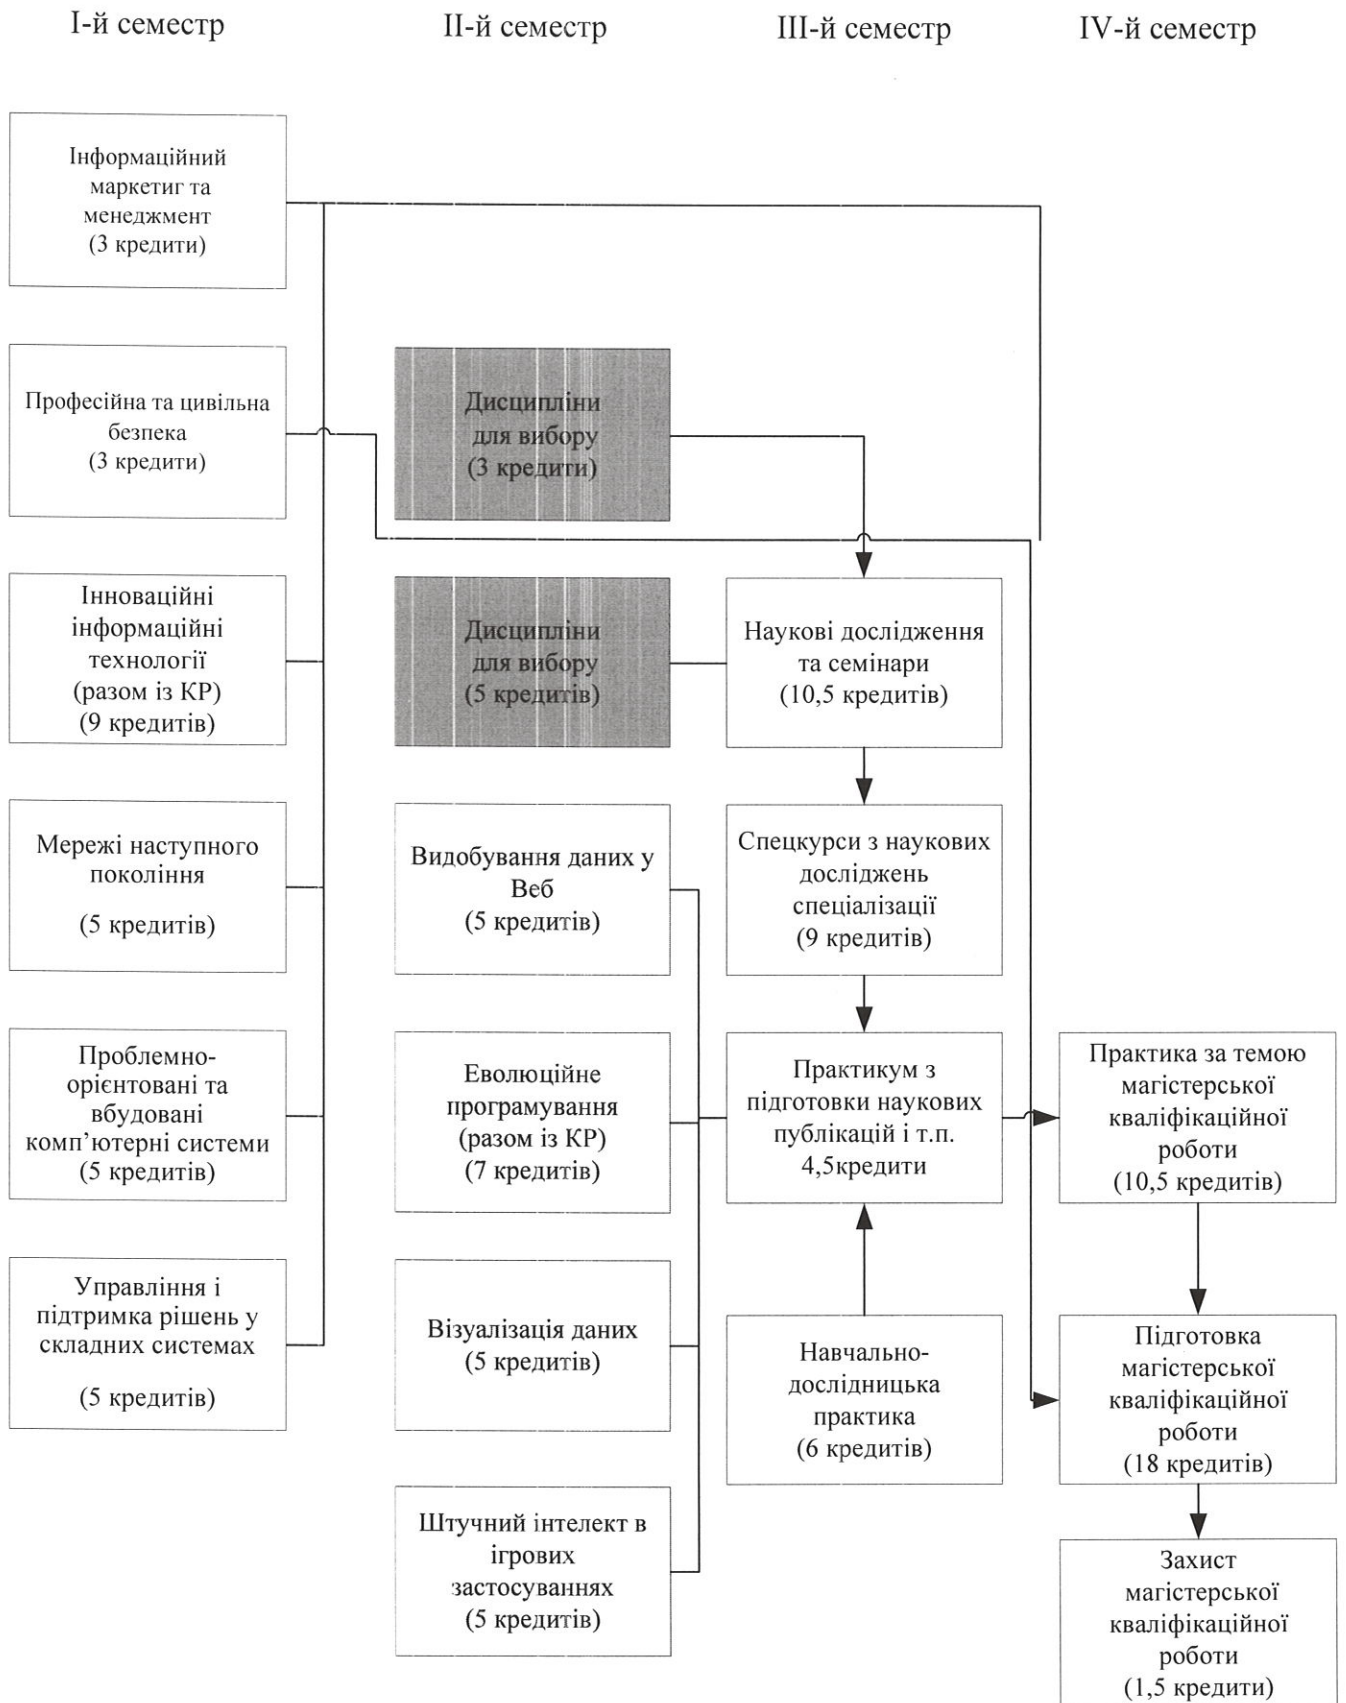 I-й семестр
II-й семестр
III-й семестр
IV-й семестр
Інформаційний
маркетиг та
менеджмент
(3 кредити)
Професійна та цивільна
безпека
(3 кредити)
Інноваційні
інформаційні
технології
(разом із КР)
(9 кредитів)
Мережі наступного
покоління
(5 кредитів)
Проблемно-
орієнтовані та
вбудовані
комп’ютерні системи
(5 кредитів)
Управління і
підтримка рішень у
складних системах
(5 кредитів)
Дисципліни
для вибору
(3 кредити)
Дисципліни
для вибору
(5 кредитів)
Видобування даних у
Веб
(5 кредитів)
Еволюційне
програмування
(разом із КР)
(7 кредитів)
Візуалізація даних
(5 кредитів)
Штучний інтелект в
ігрових
застосуваннях
(5 кредитів)
Наукові дослідження
та семінари
(10,5 кредитів)
Спецкурси з наукових
досліджень
спеціалізації
(9 кредитів)
Практикум з
підготовки наукових
публікацій і т.п.
4,5кредити
Навчально-
дослідницька
практика
(6 кредитів)
Практика за темою
магістерської
кваліфікаційної
роботи
(10,5 кредитів)
Підготовка
магістерської
кваліфікаційної
роботи
(18 кредитів)
Захист
магістерської
кваліфікаційної
роботи
(1,5 кредити)